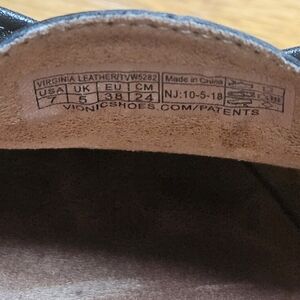 VIRGINIA LEATHER/TVW5282 Made in China
USA UK EU CM
7 5 38 24 NJ:10-5-18
VIONICSHOES.COM/PATENTS